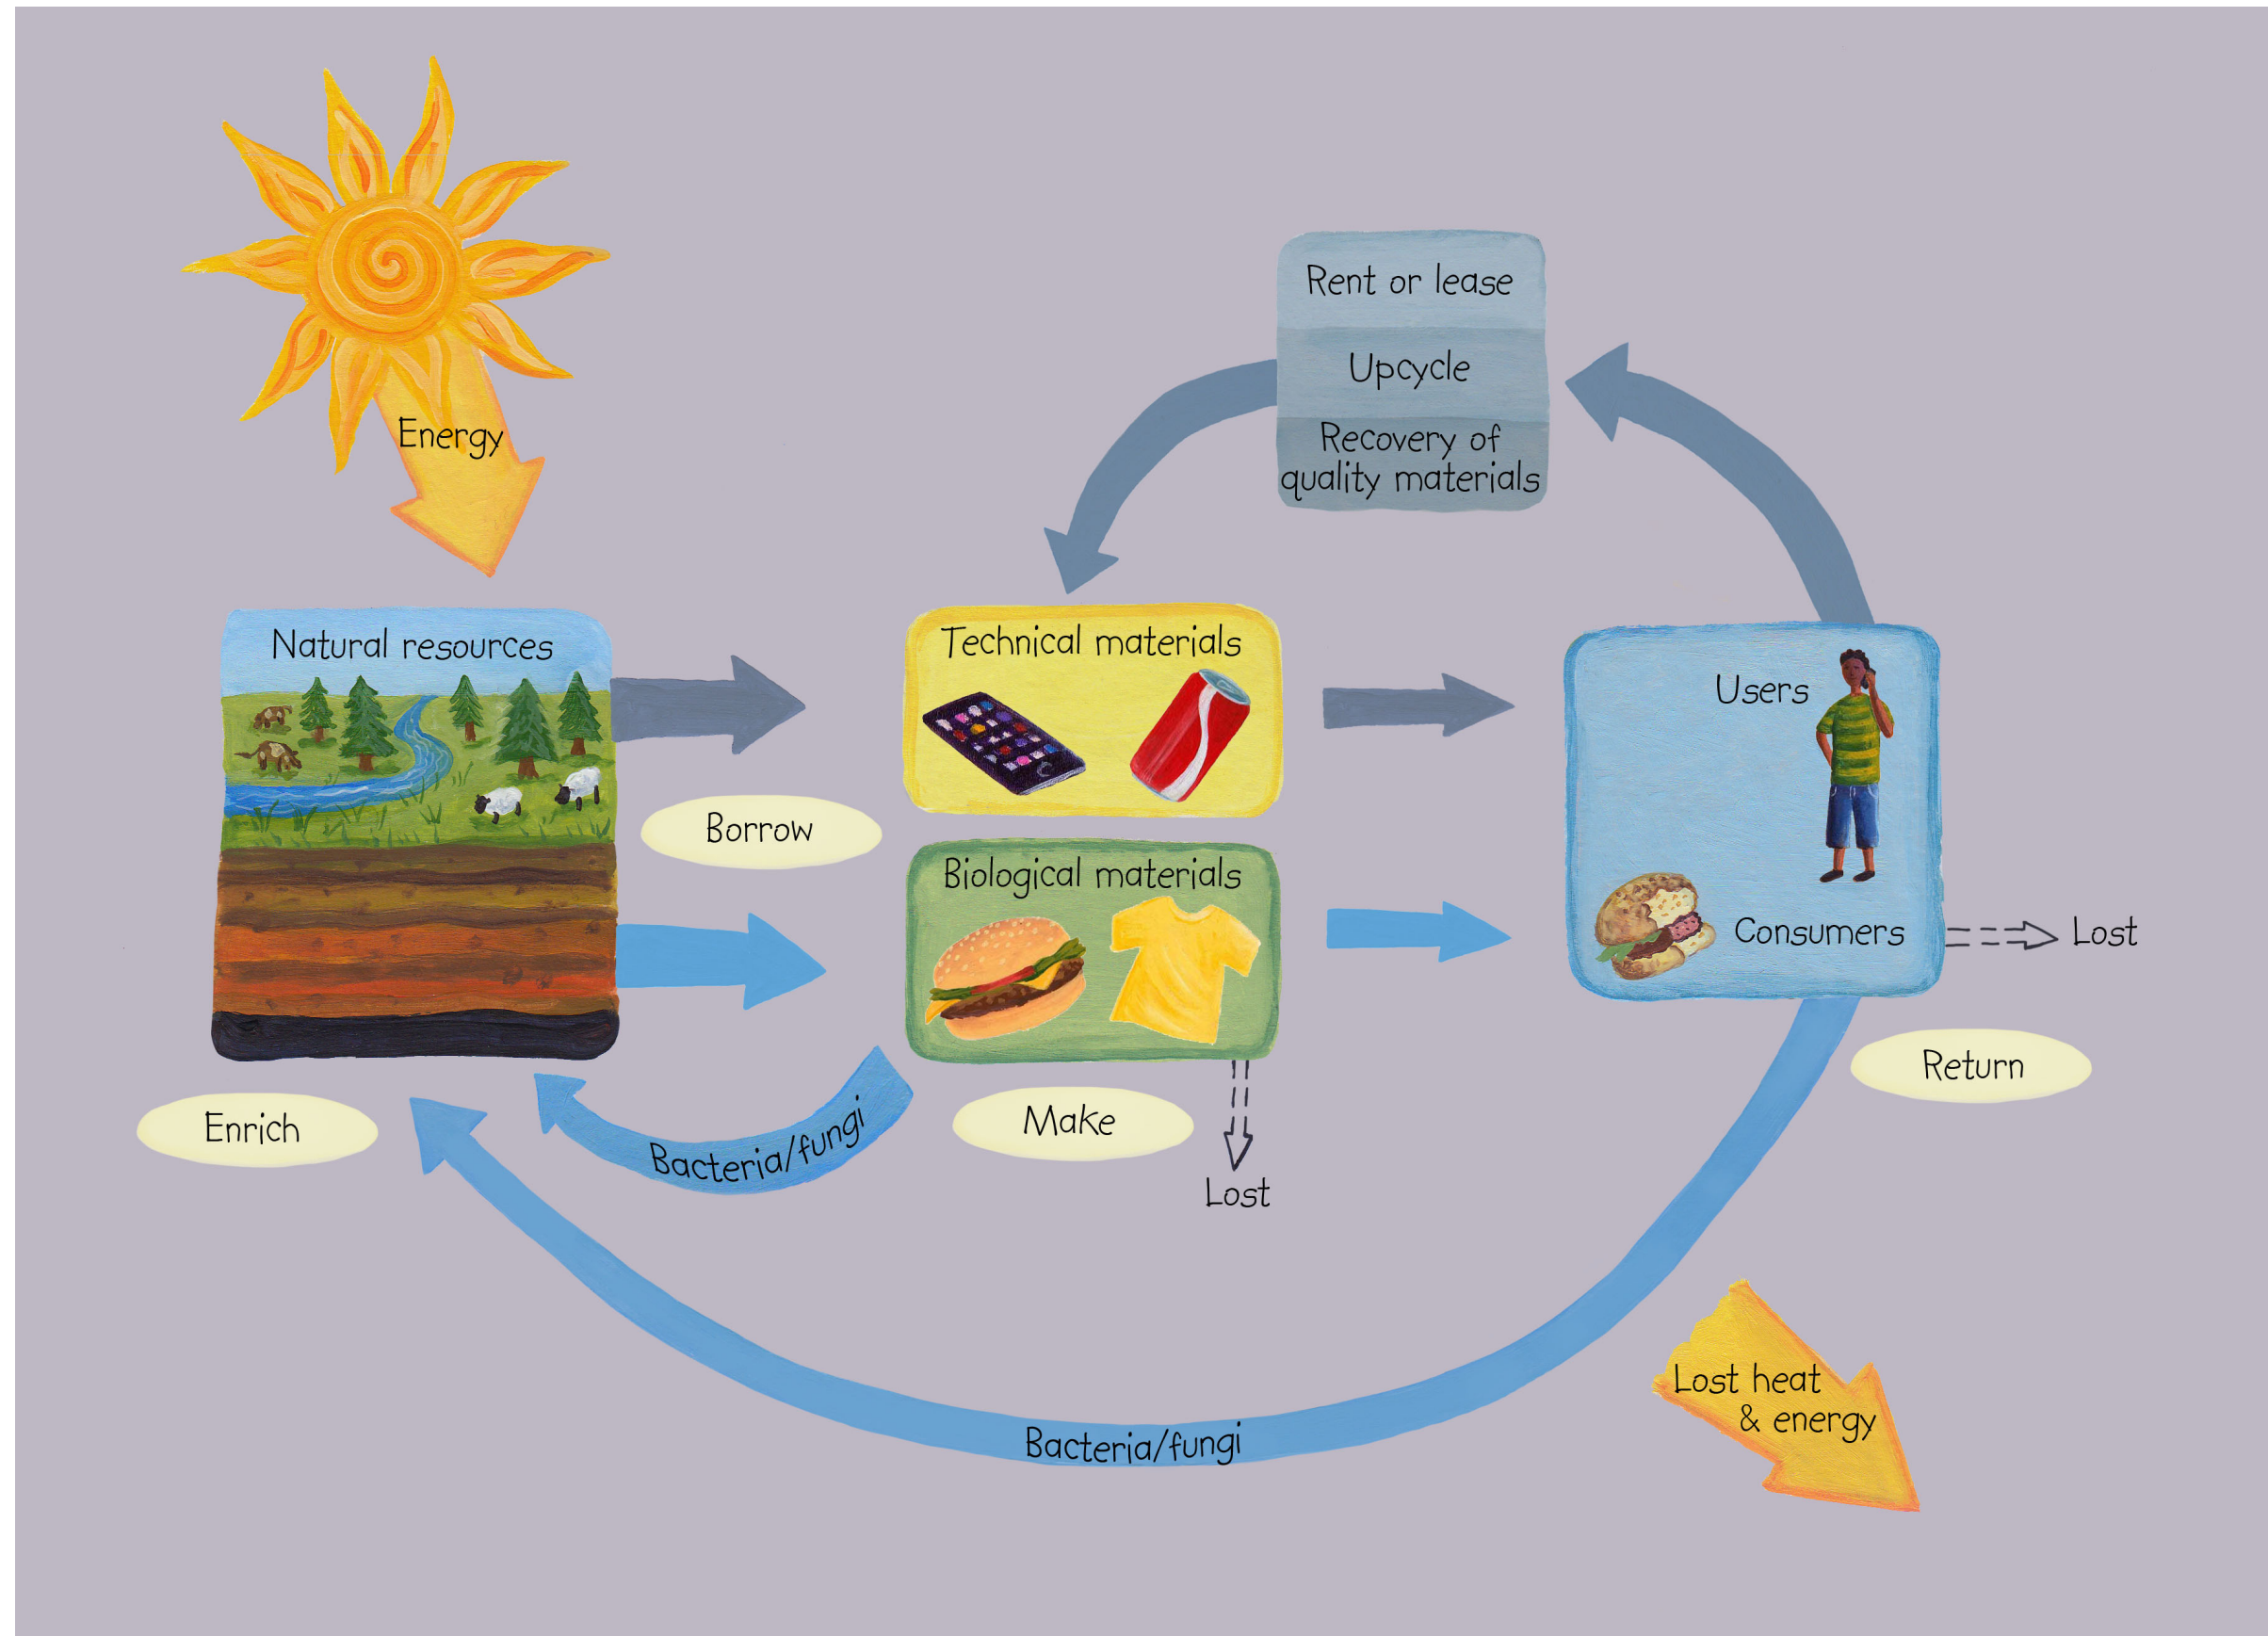 Energy
Rent or lease
Upcycle
Recovery of
quality materials
Natural resources
Technical materials
Users
Borrow
Biological materials
Consumers
Lost
Return
Enrich
Make
Bacteria/fungi
Lost
Lost heat
& energy
Bacteria/fungi